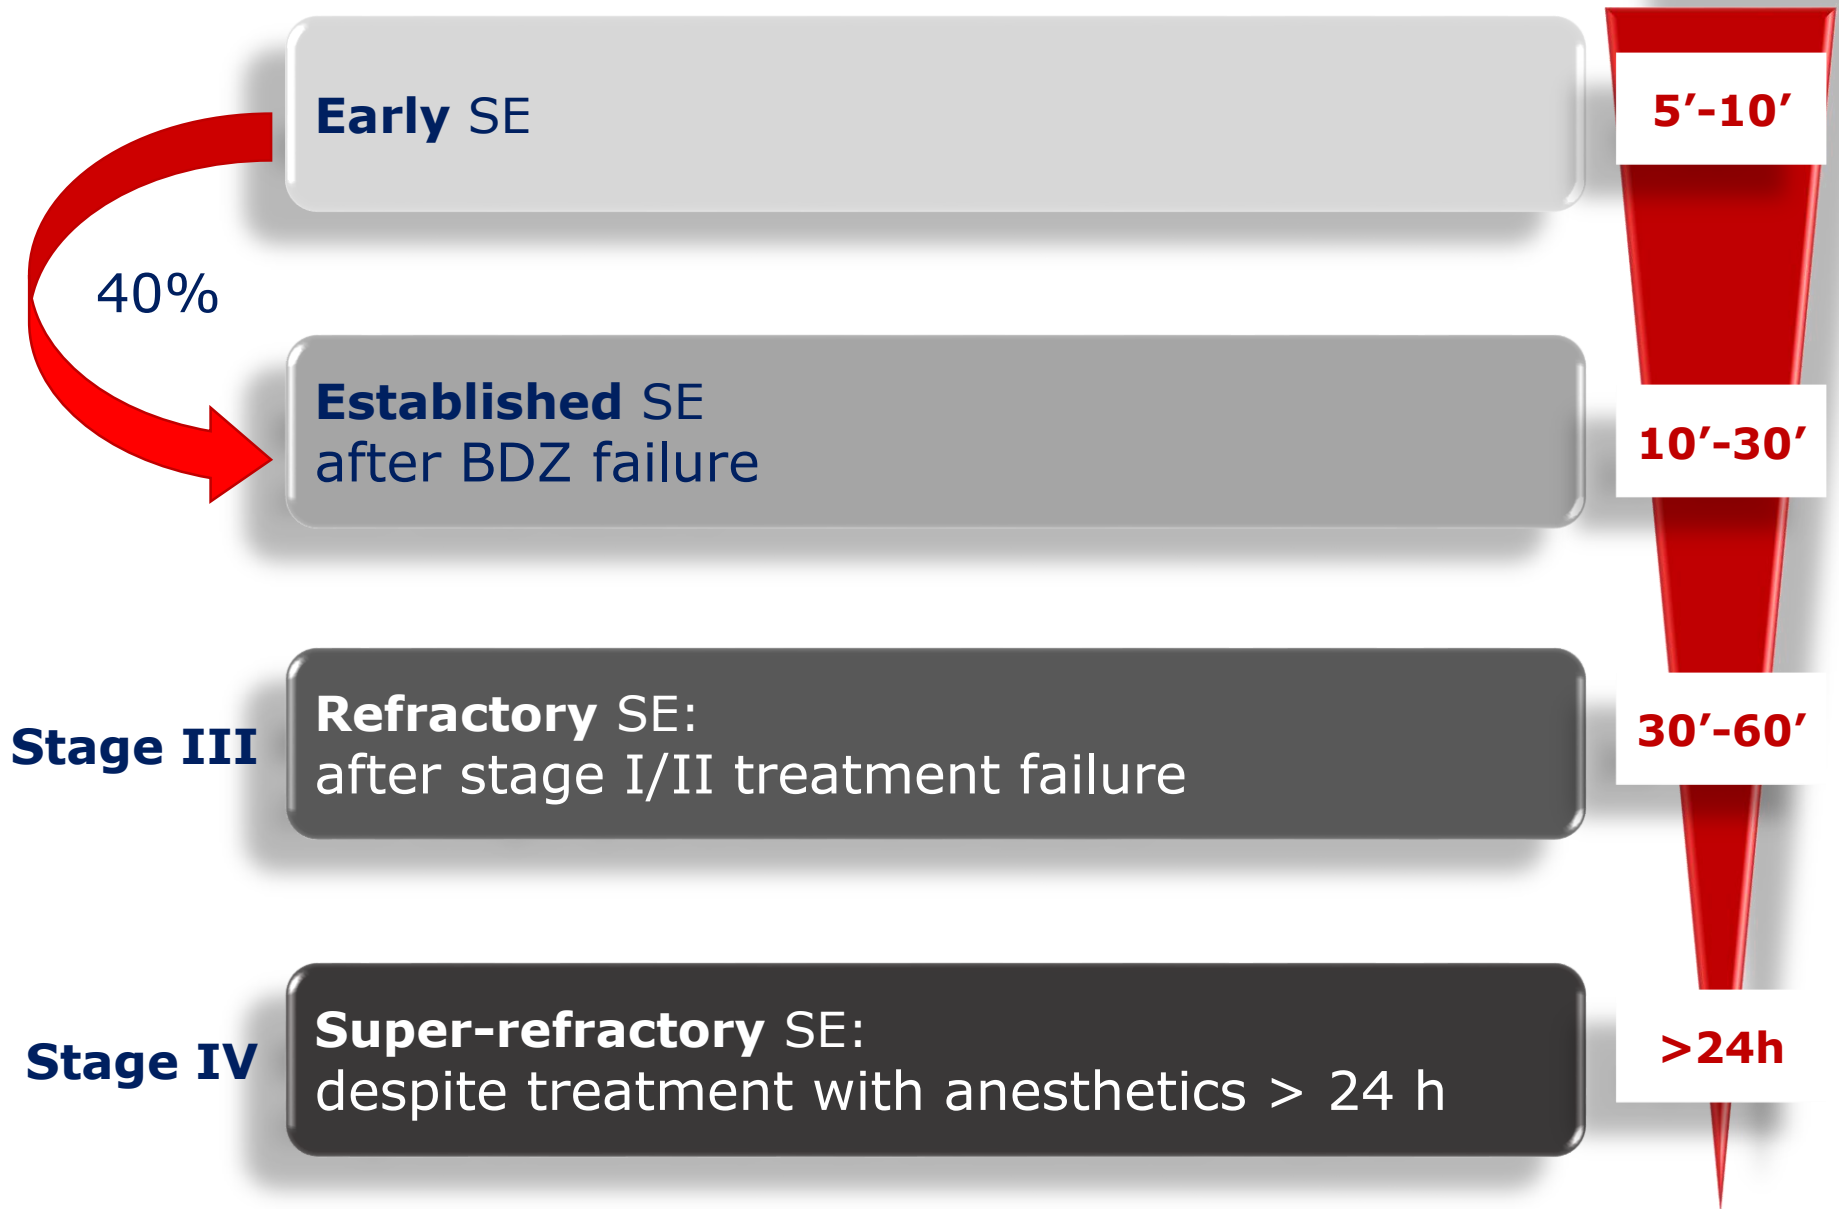 Early SE
5′-10′
40%
Established SE
after BDZ failure
10′-30′
Stage III
Refractory SE:
after stage I/II treatment failure
30′-60′
Stage IV
Super-refractory SE:
despite treatment with anesthetics > 24 h
>24h